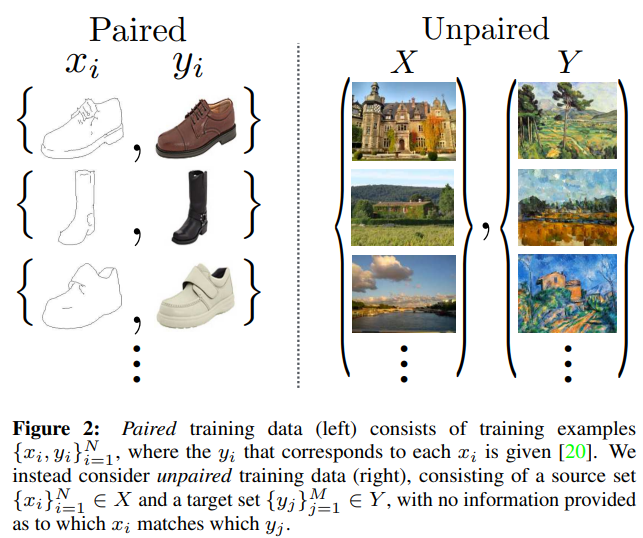 Paired
Unpaired
x_i y_i
X Y
{ , }
{ , }
{ , }
⋮
{ ⋮ } , { ⋮ }
Figure 2: Paired training data (left) consists of training examples
{x_i, y_i}_{i=1}^N, where the y_i that corresponds to each x_i is given [20]. We
instead consider unpaired training data (right), consisting of a source set
{x_i}_{i=1}^N ∈ X and a target set {y_j}_{j=1}^M ∈ Y, with no information provided
as to which x_i matches which y_j.